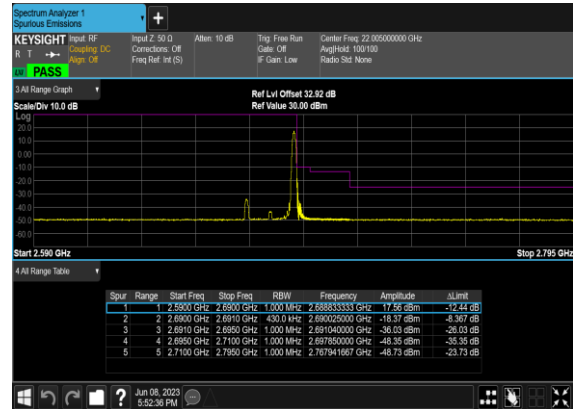 Spectrum Analyzer 1
Spurious Emissions
KEYSIGHT Input: RF Input Z: 50 Ω Atten: 10 dB Trig: Free Run Center Freq: 22.005000000 GHz
R T Coupling: DC Corrections: Off Gate: Off Avg|Hold: 100/100
Align: Off Freq Ref: Int (S) IF Gain: Low Radio Std: None
PASS
3 All Range Graph
Ref Lvl Offset 32.92 dB
Scale/Div 10.0 dB Ref Value 30.00 dBm
Log
20.0
10.0
0.00
-10.0
-20.0
-30.0
-40.0
-50.0
-60.0
Start 2.590 GHz Stop 2.795 GHz
4 All Range Table
Spur Range Start Freq Stop Freq RBW Frequency Amplitude ΔLimit
1 1 2.5900 GHz 2.6900 GHz 1.000 MHz 2.688833333 GHz 17.56 dBm -12.44 dB
2 2 2.6900 GHz 2.6910 GHz 430.0 kHz 2.690025000 GHz -18.37 dBm -8.367 dB
3 3 2.6910 GHz 2.6950 GHz 1.000 MHz 2.691040000 GHz -36.03 dBm -26.03 dB
4 4 2.6950 GHz 2.7100 GHz 1.000 MHz 2.697850000 GHz -48.35 dBm -35.35 dB
5 5 2.7100 GHz 2.7950 GHz 1.000 MHz 2.767941667 GHz -48.73 dBm -23.73 dB
Jun 08, 2023
5:52:36 PM